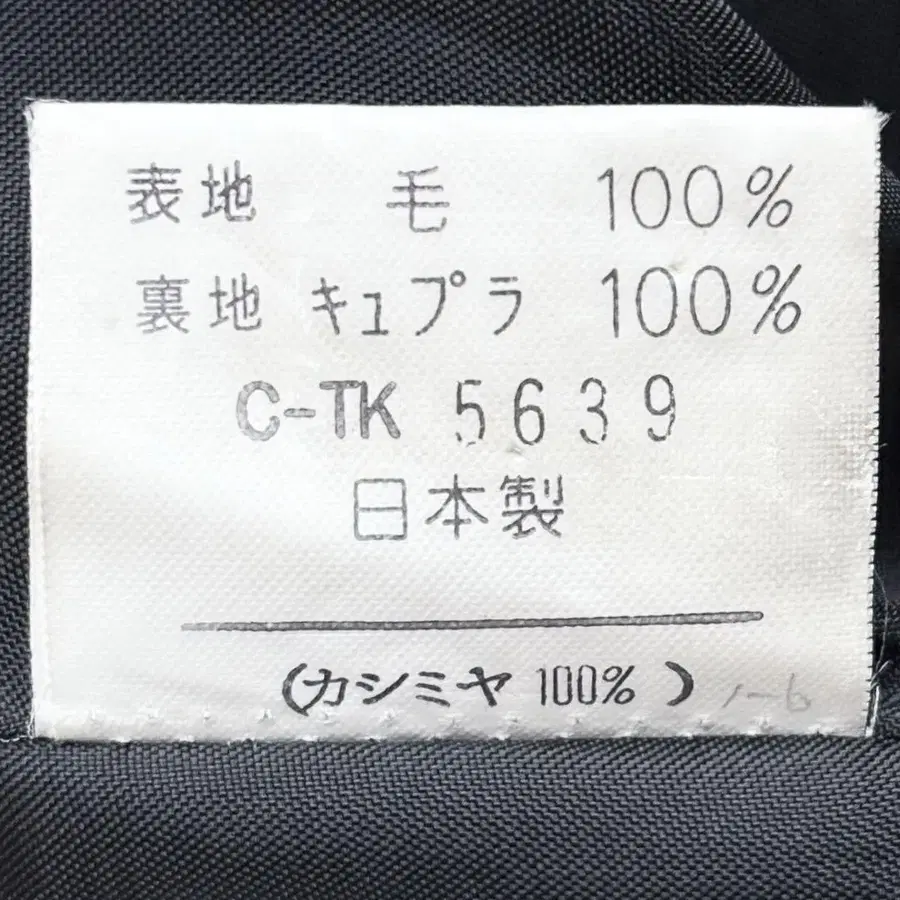 表地 毛 100%
裏地 キュプラ 100%
C-TK 5639
日本製
(カシミヤ 100% )